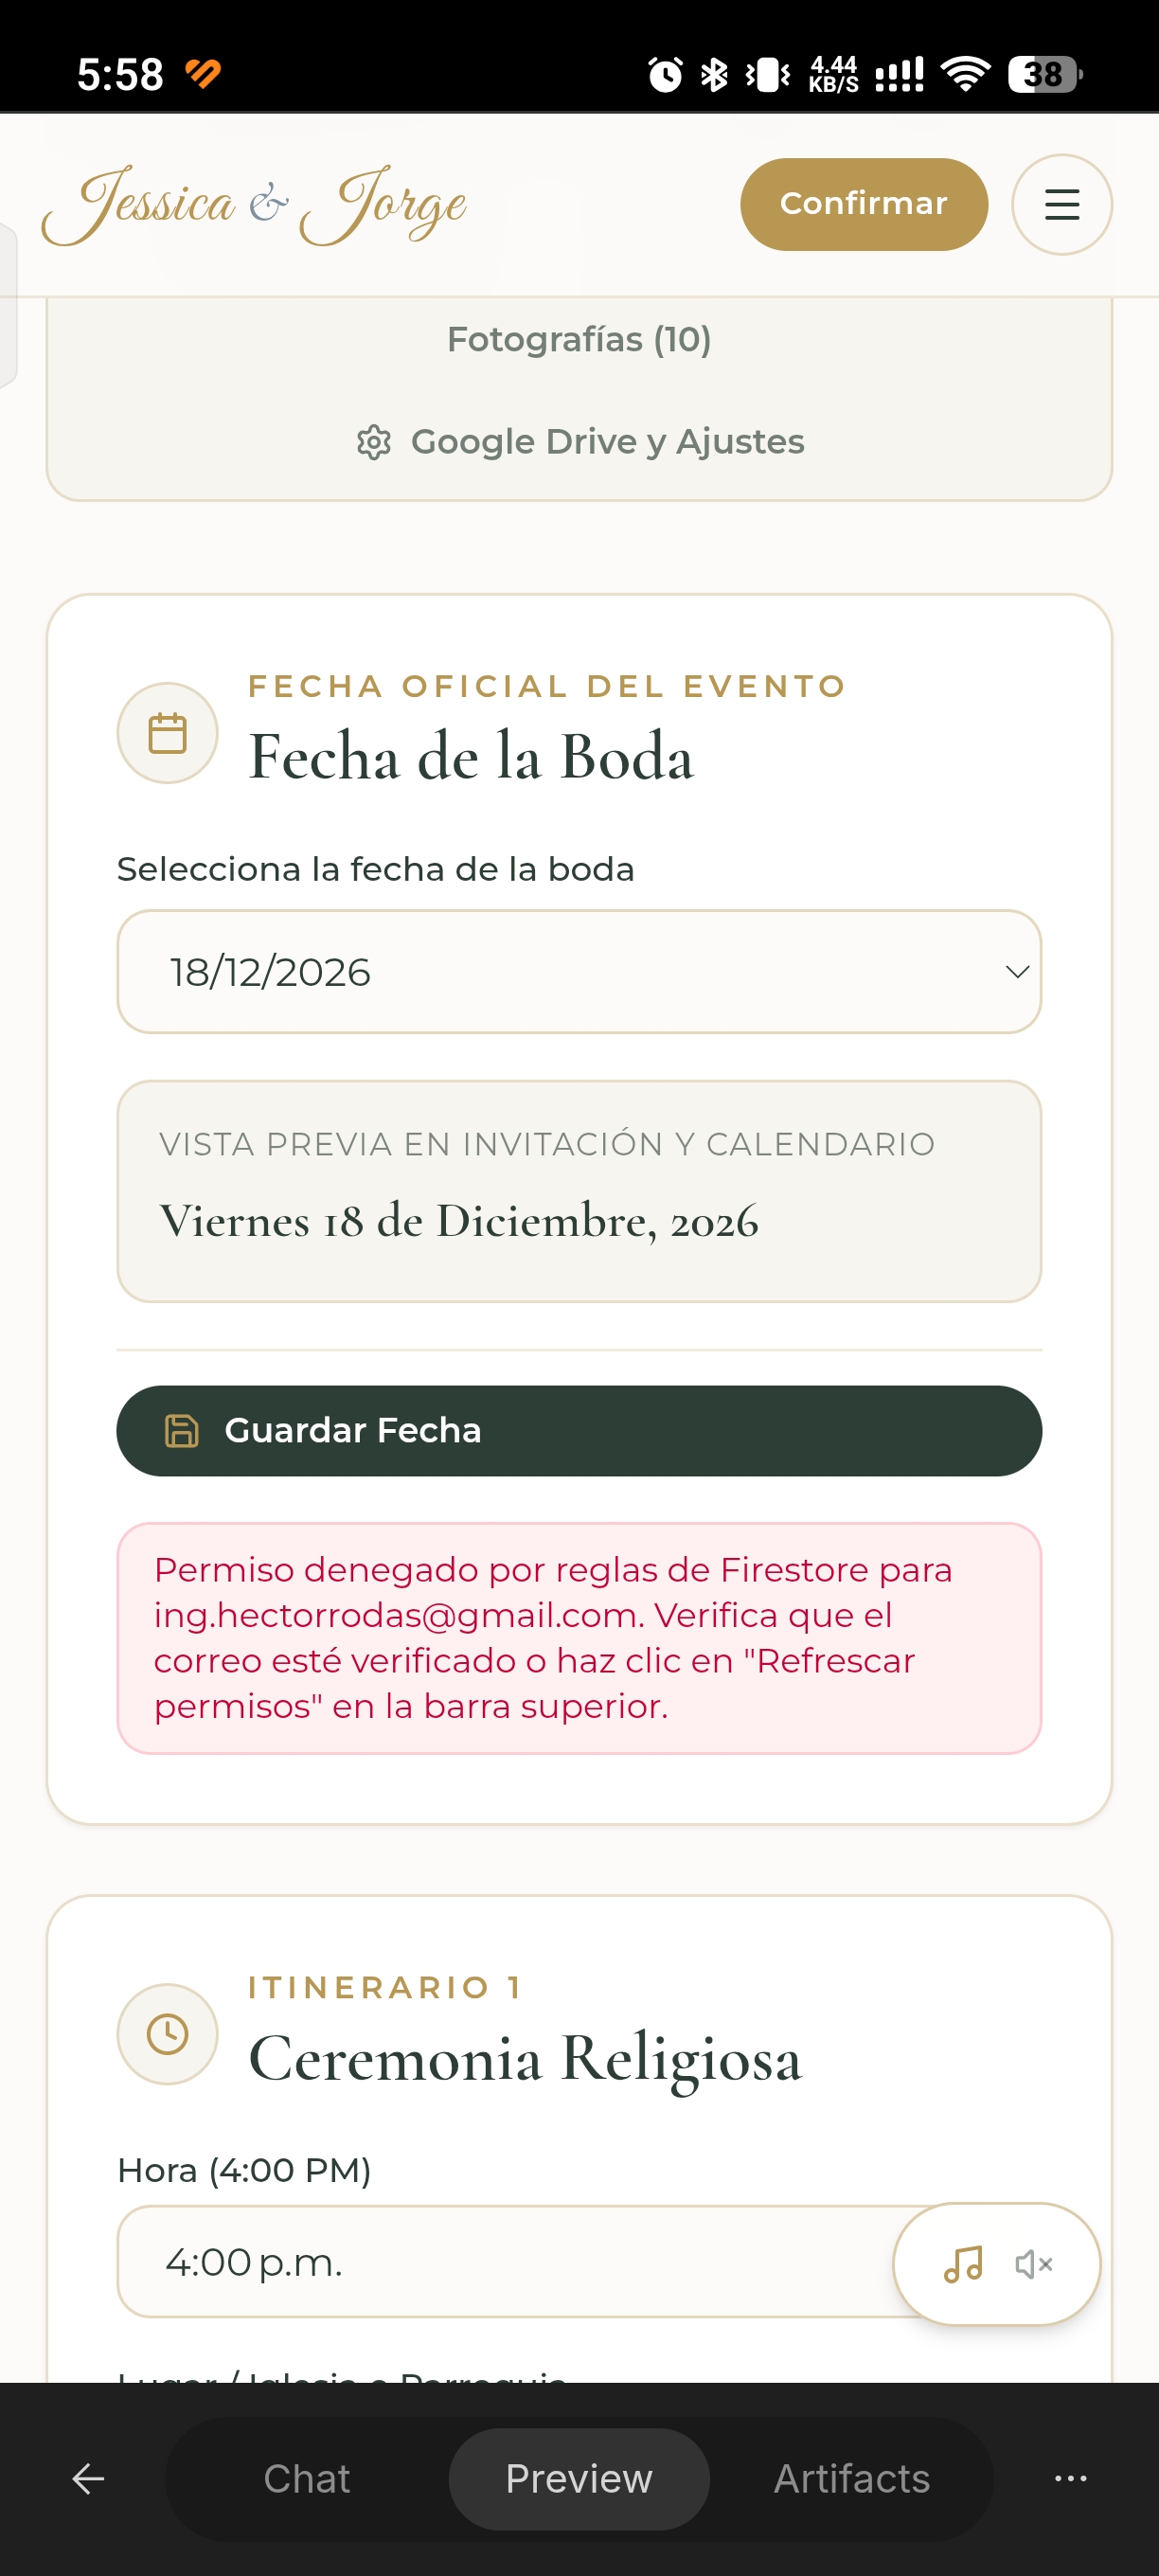 5:58
4.44
KB/S
38
Jessica & Jorge
Confirmar
Fotografías (10)
Google Drive y Ajustes
FECHA OFICIAL DEL EVENTO
Fecha de la Boda
Selecciona la fecha de la boda
18/12/2026
VISTA PREVIA EN INVITACIÓN Y CALENDARIO
Viernes 18 de Diciembre, 2026
Guardar Fecha
Permiso denegado por reglas de Firestore para
ing.hectorrodas@gmail.com. Verifica que el
correo esté verificado o haz clic en "Refrescar
permisos" en la barra superior.
ITINERARIO 1
Ceremonia Religiosa
Hora (4:00 PM)
4:00 p.m.
Lugar / Iglesia o Parroquia
Chat
Preview
Artifacts